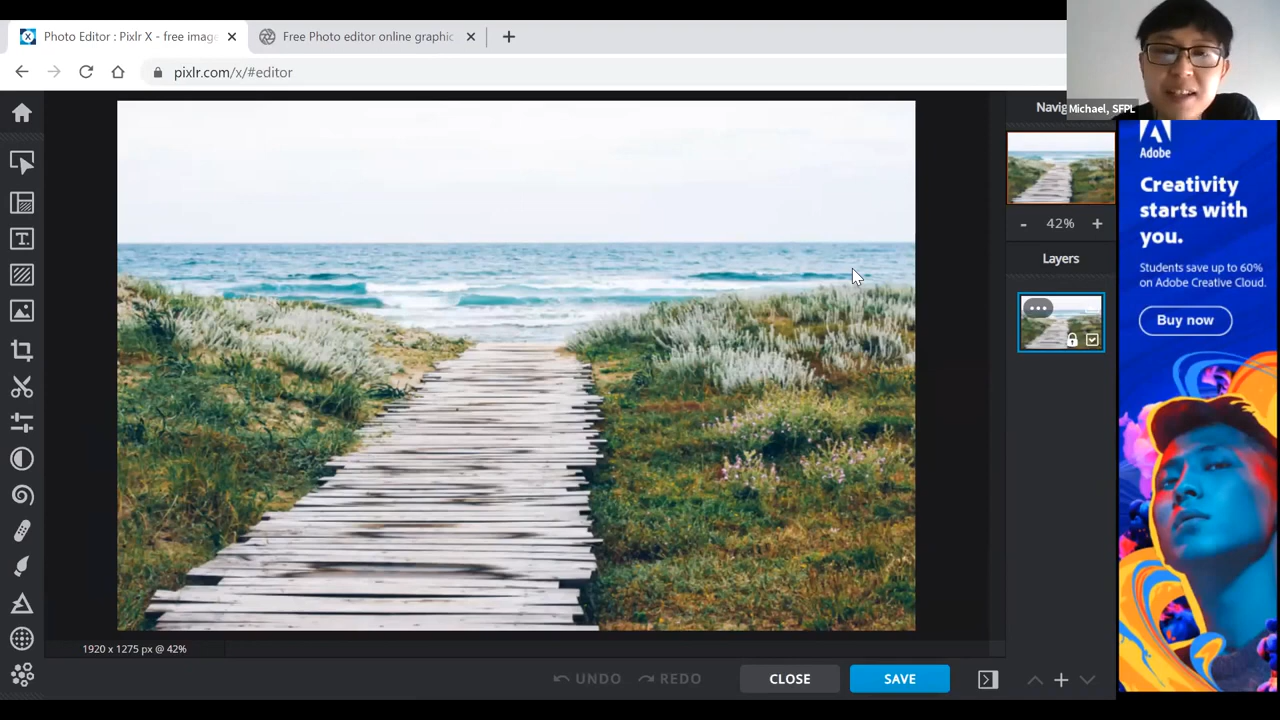 Photo Editor : Pixlr X - free image
Free Photo editor online graphic
pixlr.com/x/#editor
Michael, SFPL
Navig
Adobe
Creativity
starts with
you.
Students save up to 60%
on Adobe Creative Cloud.
Buy now
- 42% +
Layers
1920 x 1275 px @ 42%
UNDO
REDO
CLOSE
SAVE